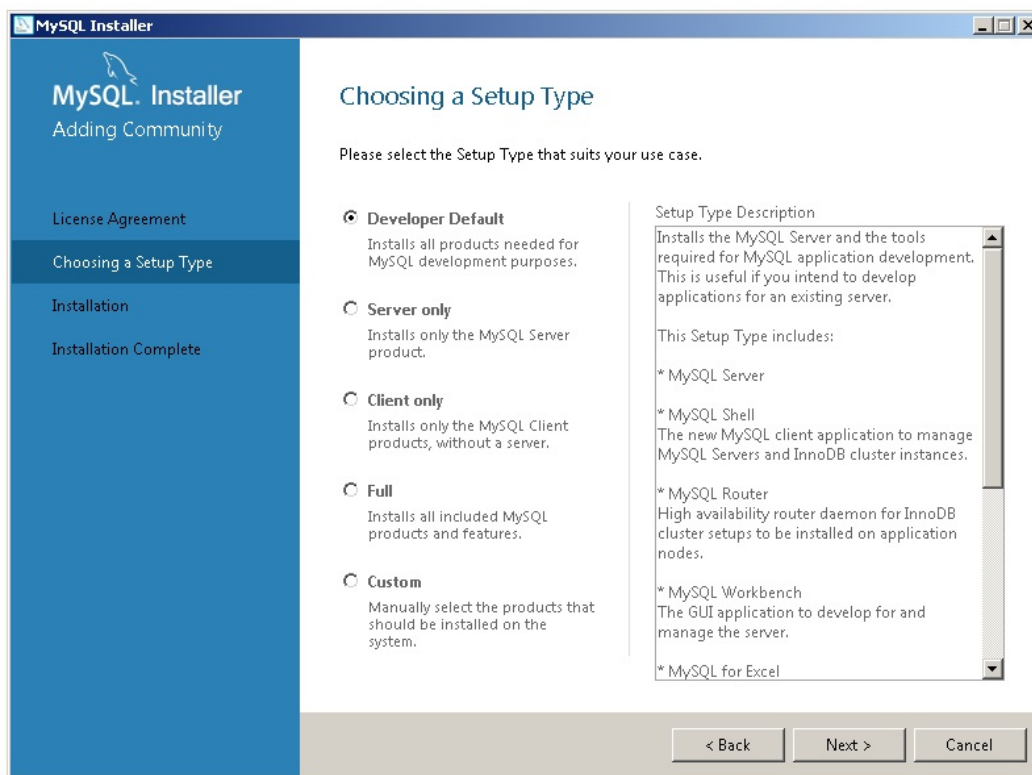 MySQL Installer
MySQL. Installer
Adding Community
License Agreement
Choosing a Setup Type
Installation
Installation Complete
Choosing a Setup Type
Please select the Setup Type that suits your use case.
Developer Default
Installs all products needed for
MySQL development purposes.
Server only
Installs only the MySQL Server
product.
Client only
Installs only the MySQL Client
products, without a server.
Full
Installs all included MySQL
products and features.
Custom
Manually select the products that
should be installed on the
system.
Setup Type Description
Installs the MySQL Server and the tools
required for MySQL application development.
This is useful if you intend to develop
applications for an existing server.
This Setup Type includes:
* MySQL Server
* MySQL Shell
The new MySQL client application to manage
MySQL Servers and InnoDB cluster instances.
* MySQL Router
High availability router daemon for InnoDB
cluster setups to be installed on application
nodes.
* MySQL Workbench
The GUI application to develop for and
manage the server.
* MySQL for Excel
< Back
Next >
Cancel